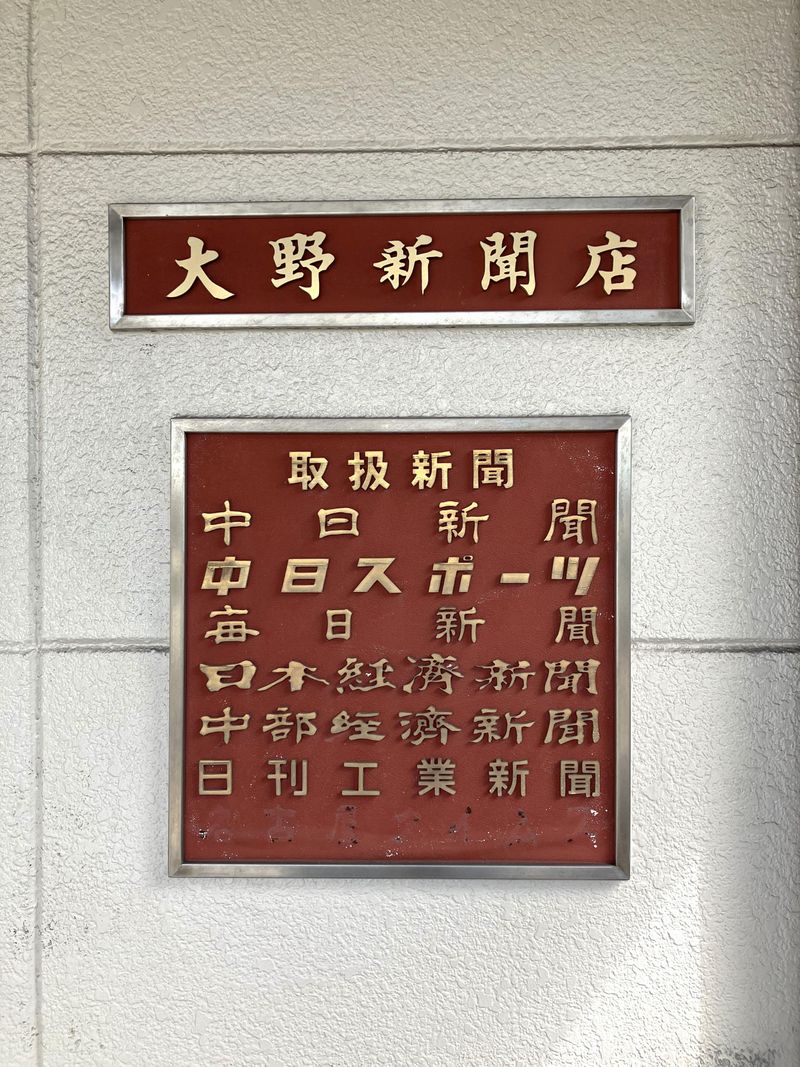 大野新聞店
取扱新聞
中日新聞
中日スポーツ
毎日新聞
日本経済新聞
中部経済新聞
日刊工業新聞